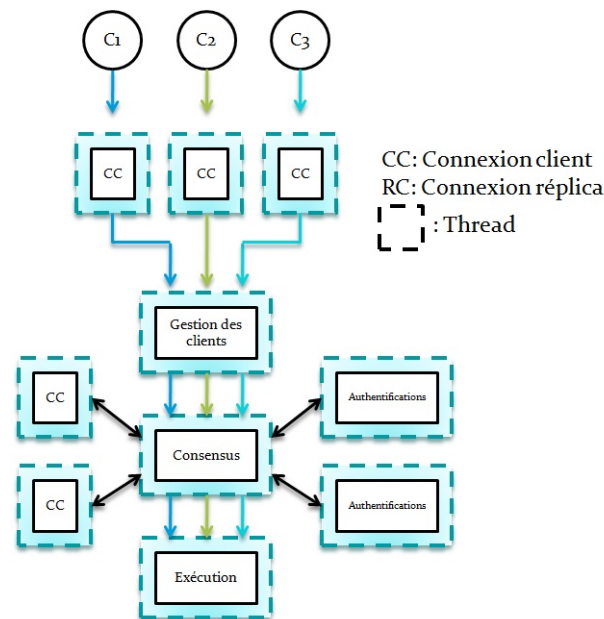 C1
C2
C3
CC
CC
CC
CC: Connexion client
RC: Connexion réplica
: Thread
Gestion des
clients
CC
Authentifications
Consensus
CC
Authentifications
Exécution